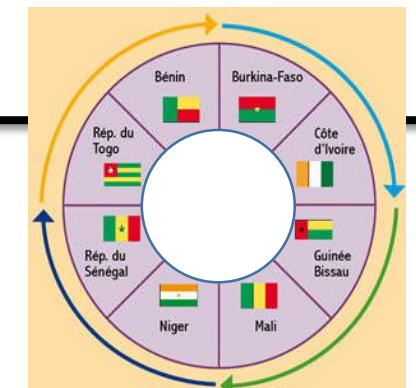 Bénin
Burkina-Faso
Côte
d'Ivoire
Guinée
Bissau
Mali
Niger
Rép. du
Sénégal
Rép. du
Togo